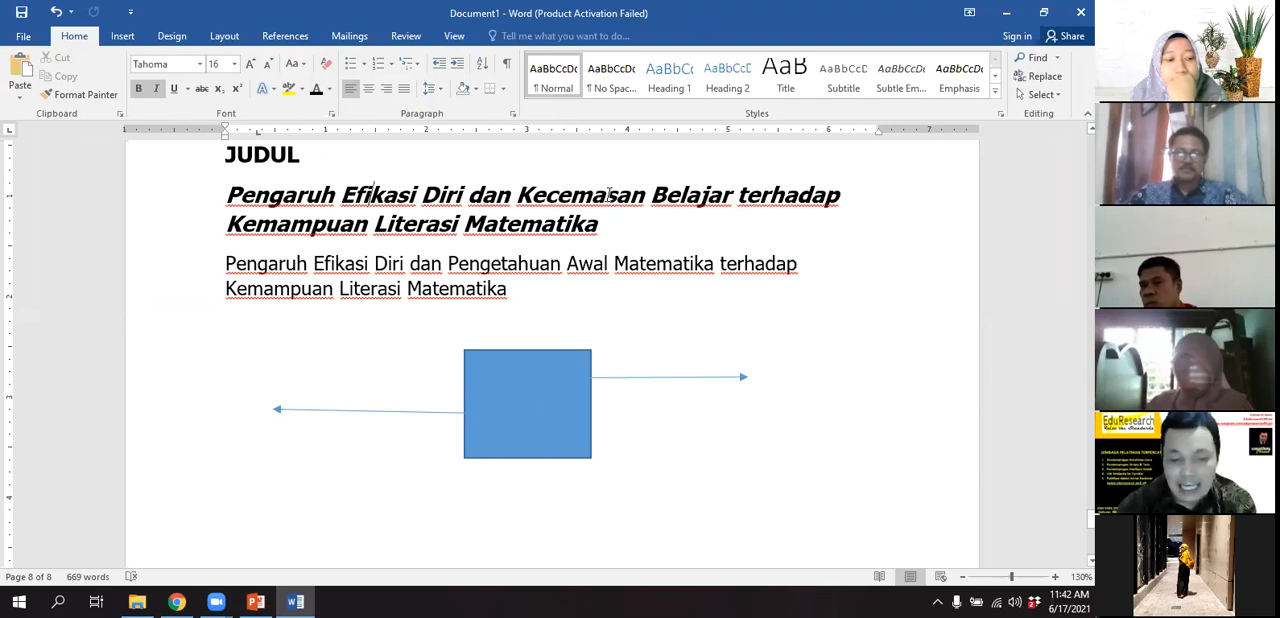 Document1 - Word (Product Activation Failed)
File Home Insert Design Layout References Mailings Review View Tell me what you want to do... Sign in Share
Paste Cut Copy Format Painter
Tahoma 16
AaBbCcDc AaBbCcDc AaBbCc AaBbCcC AaB AaBbCcD AaBbCcDc AaBbCcDc
¶ Normal ¶ No Spac... Heading 1 Heading 2 Title Subtitle Subtle Em... Emphasis
Find
Replace
Select
Clipboard Font Paragraph Styles Editing
JUDUL
Pengaruh Efikasi Diri dan Kecemasan Belajar terhadap
Kemampuan Literasi Matematika
Pengaruh Efikasi Diri dan Pengetahuan Awal Matematika terhadap
Kemampuan Literasi Matematika
EduResearch
Page 8 of 8 669 words 130%
11:42 AM
6/17/2021